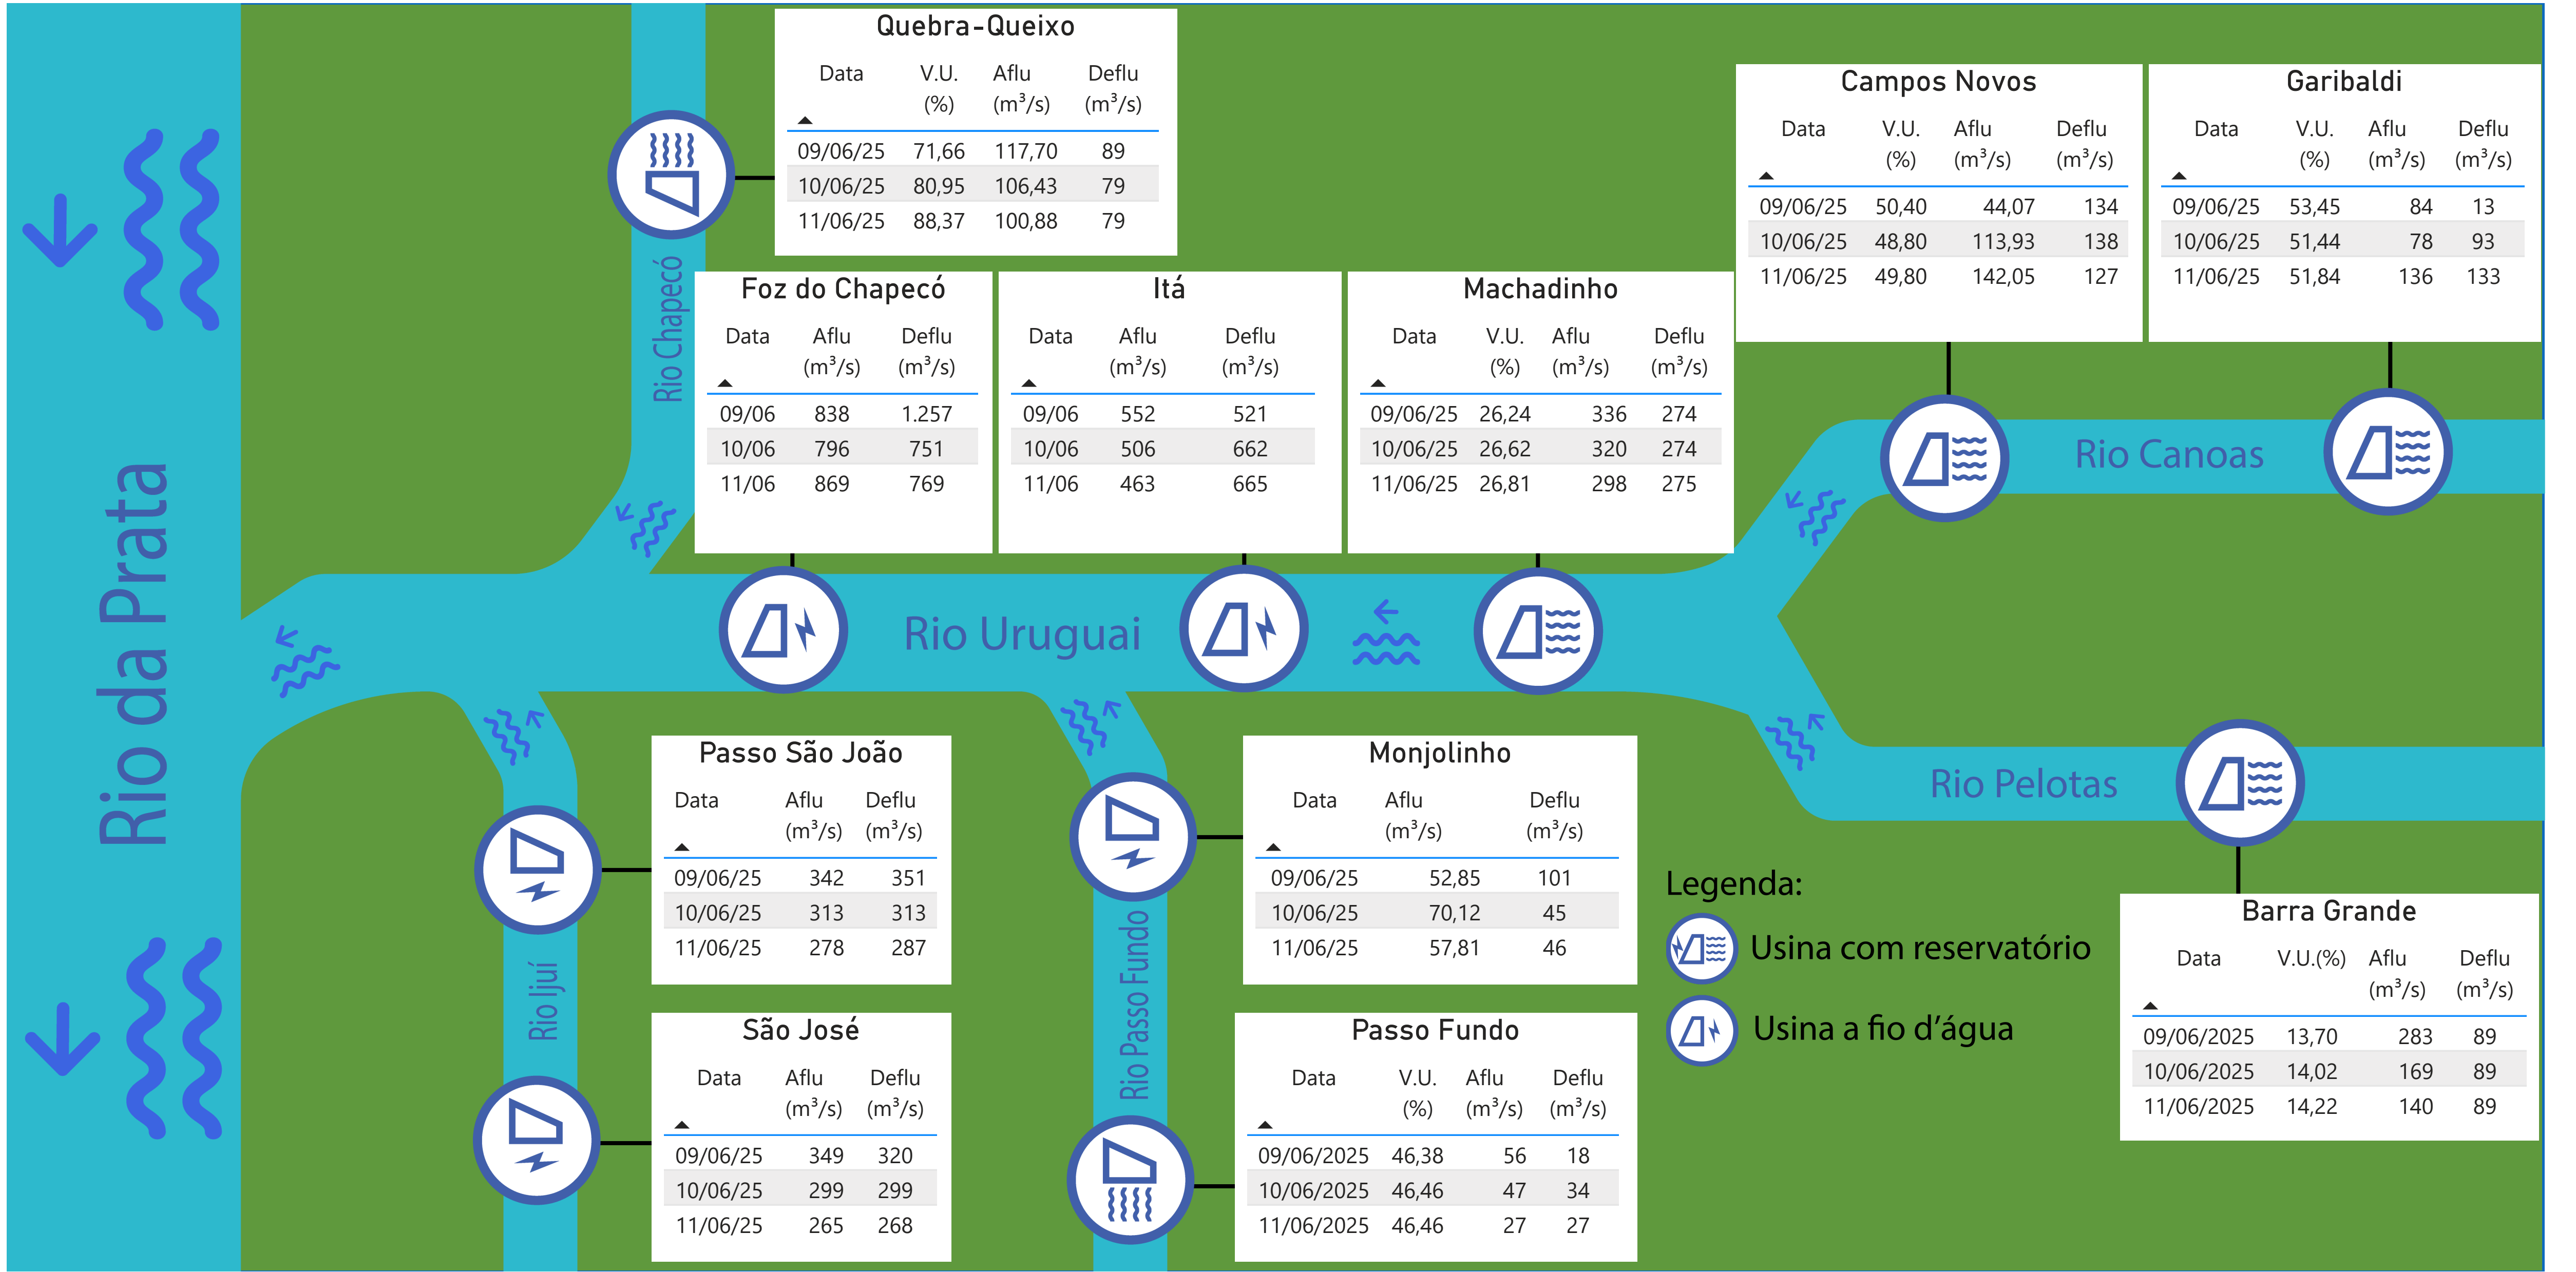 Quebra-Queixo
Data V.U. (%) Aflu (m³/s) Deflu (m³/s)
09/06/25 71,66 117,70 89
10/06/25 80,95 106,43 79
11/06/25 88,37 100,88 79
Campos Novos
Data V.U. (%) Aflu (m³/s) Deflu (m³/s)
09/06/25 50,40 44,07 134
10/06/25 48,80 113,93 138
11/06/25 49,80 142,05 127
Garibaldi
Data V.U. (%) Aflu (m³/s) Deflu (m³/s)
09/06/25 53,45 84 13
10/06/25 51,44 78 93
11/06/25 51,84 136 133
Rio Chapecó
Foz do Chapecó
Data Aflu (m³/s) Deflu (m³/s)
09/06 838 1.257
10/06 796 751
11/06 869 769
Itá
Data Aflu (m³/s) Deflu (m³/s)
09/06 552 521
10/06 506 662
11/06 463 665
Machadinho
Data V.U. (%) Aflu (m³/s) Deflu (m³/s)
09/06/25 26,24 336 274
10/06/25 26,62 320 274
11/06/25 26,81 298 275
Rio Canoas
Rio da Prata
Rio Uruguai
Rio Pelotas
Passo São João
Data Aflu (m³/s) Deflu (m³/s)
09/06/25 342 351
10/06/25 313 313
11/06/25 278 287
Monjolinho
Data Aflu (m³/s) Deflu (m³/s)
09/06/25 52,85 101
10/06/25 70,12 45
11/06/25 57,81 46
Rio Ijuí
Rio Passo Fundo
São José
Data Aflu (m³/s) Deflu (m³/s)
09/06/25 349 320
10/06/25 299 299
11/06/25 265 268
Passo Fundo
Data V.U. (%) Aflu (m³/s) Deflu (m³/s)
09/06/2025 46,38 56 18
10/06/2025 46,46 47 34
11/06/2025 46,46 27 27
Legenda:
Usina com reservatório
Usina a fio d’água
Barra Grande
Data V.U.(%) Aflu (m³/s) Deflu (m³/s)
09/06/2025 13,70 283 89
10/06/2025 14,02 169 89
11/06/2025 14,22 140 89